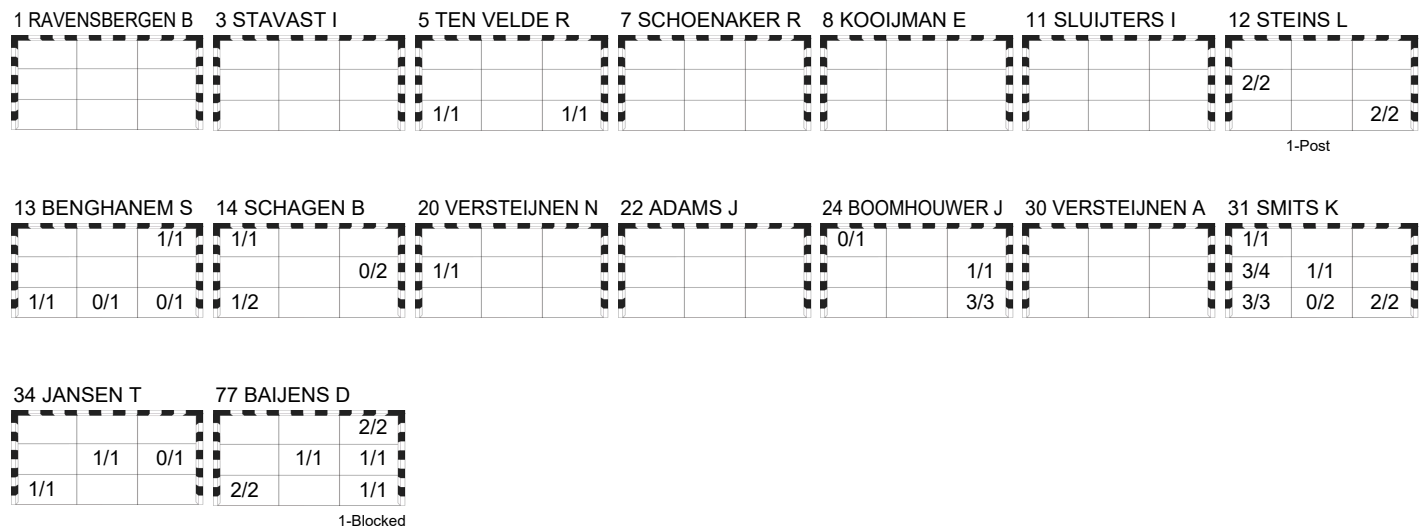 1 RAVENSBERGEN B 3 STAVAST I 5 TEN VELDE R 7 SCHOENAKER R 8 KOOIJMAN E 11 SLUIJTERS I 12 STEINS L
2/2
1/1 1/1 2/2
1-Post
13 BENGHANEM S 14 SCHAGEN B 20 VERSTEIJNEN N 22 ADAMS J 24 BOOMHOUWER J 30 VERSTEIJNEN A 31 SMITS K
1/1 1/1 0/1 1/1
0/2 1/1 1/1 3/4 1/1
1/1 0/1 0/1 1/2 3/3 3/3 0/2 2/2
34 JANSEN T 77 BAIJENS D
2/2
1/1 0/1 1/1 1/1
1/1 2/2 1/1
1-Blocked